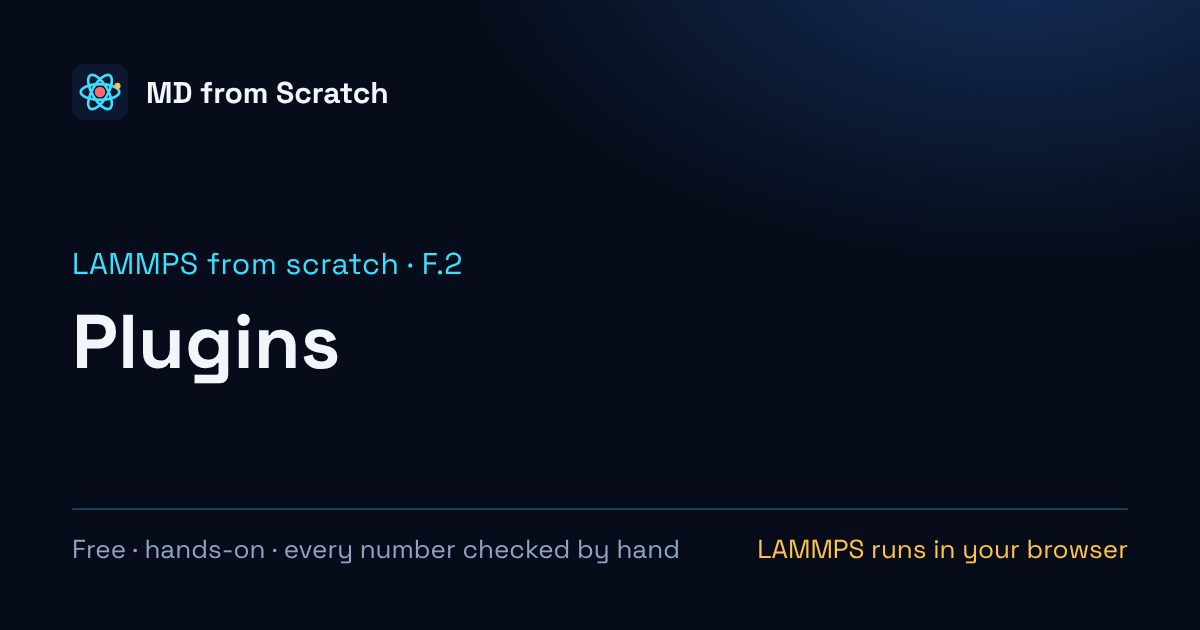 MD from Scratch
LAMMPS from scratch · F.2
Plugins
Free · hands-on · every number checked by hand
LAMMPS runs in your browser